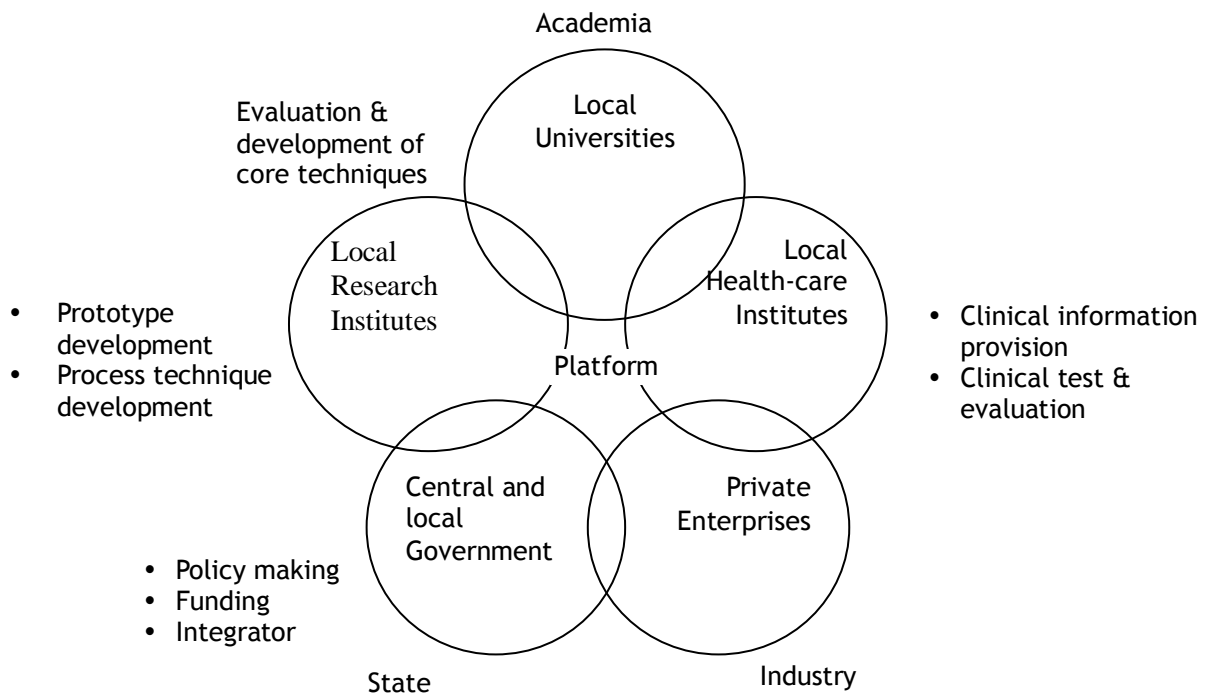 Academia
Local
Universities
Evaluation &
development of
core techniques
Local
Research
Institutes
Local
Health-care
Institutes
• Prototype
development
• Process technique
development
Platform
• Clinical information
provision
• Clinical test &
evaluation
Central and
local
Government
Private
Enterprises
• Policy making
• Funding
• Integrator
State
Industry